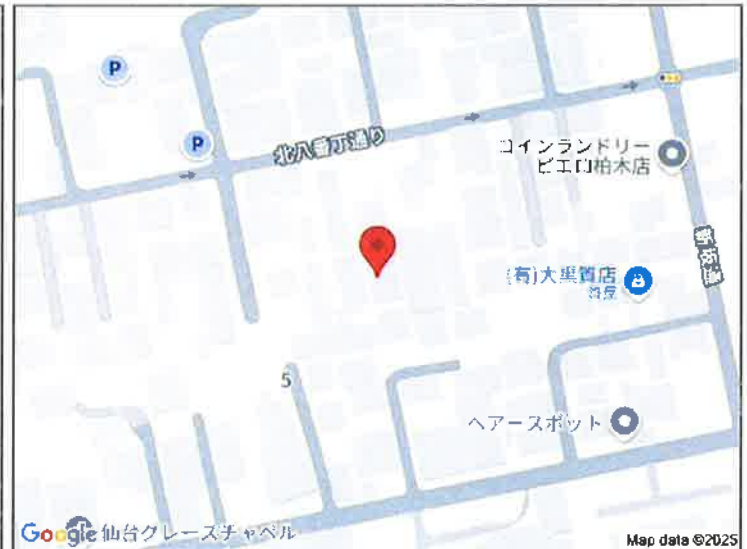 P
P
北八番丁通り
コインランドリー
ピエロ柏木店
新坂通
(有)大黒質店
質屋
5
ヘアースポット
Google
仙台グレースチャペル
Map data ©2025